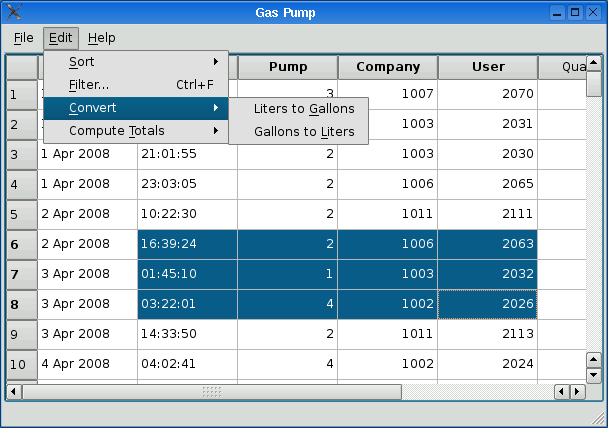 Gas Pump
File Edit Help
Sort
Filter... Ctrl+F
Convert
Compute Totals
Liters to Gallons
Gallons to Liters
Pump Company User Qua
1 3 1007 2070
2 1003 2031
3 1 Apr 2008 21:01:55 2 1003 2030
4 1 Apr 2008 23:03:05 2 1006 2065
5 2 Apr 2008 10:22:30 2 1011 2111
6 2 Apr 2008 16:39:24 2 1006 2063
7 3 Apr 2008 01:45:10 1 1003 2032
8 3 Apr 2008 03:22:01 4 1002 2026
9 3 Apr 2008 14:33:50 2 1011 2113
10 4 Apr 2008 04:02:41 4 1002 2024